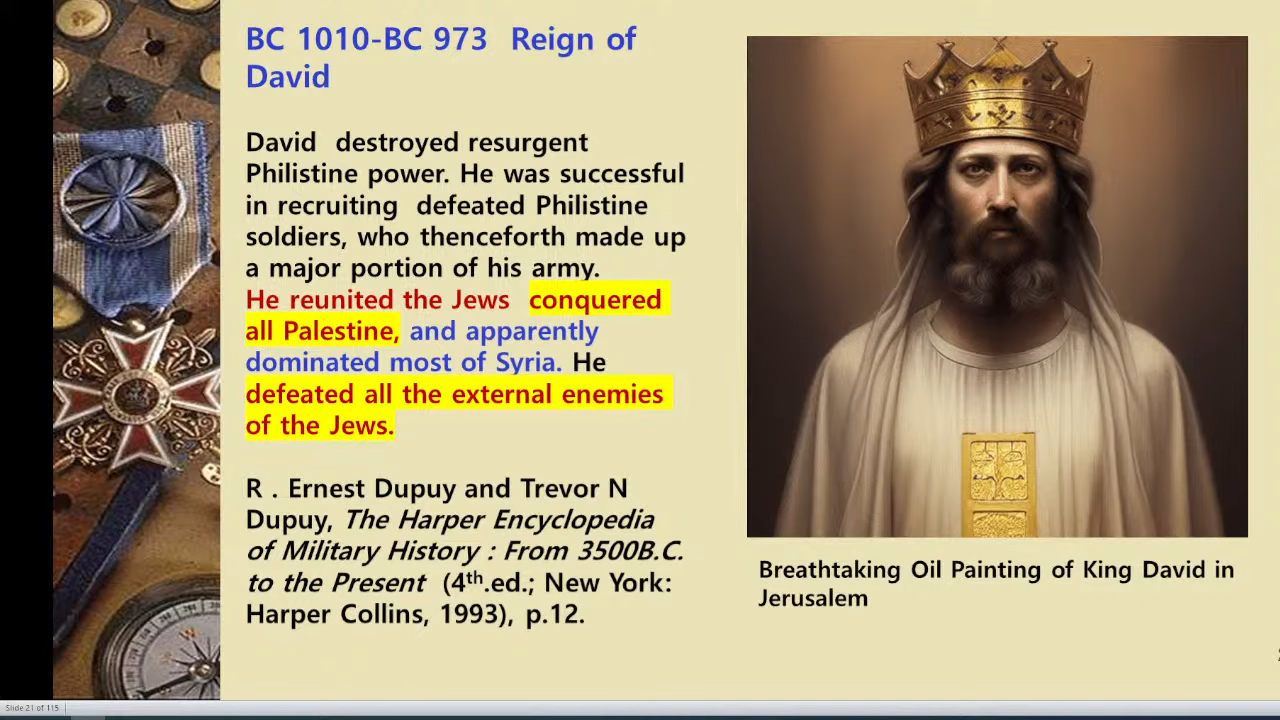 BC 1010-BC 973  Reign of
David
David  destroyed resurgent
Philistine power. He was successful
in recruiting  defeated Philistine
soldiers, who thenceforth made up
a major portion of his army.
He reunited the Jews  conquered
all Palestine, and apparently
dominated most of Syria. He
defeated all the external enemies
of the Jews.
R . Ernest Dupuy and Trevor N
Dupuy, The Harper Encyclopedia
of Military History : From 3500B.C.
to the Present  (4th.ed.; New York:
Harper Collins, 1993), p.12.
Breathtaking Oil Painting of King David in
Jerusalem
Slide 21 of 115